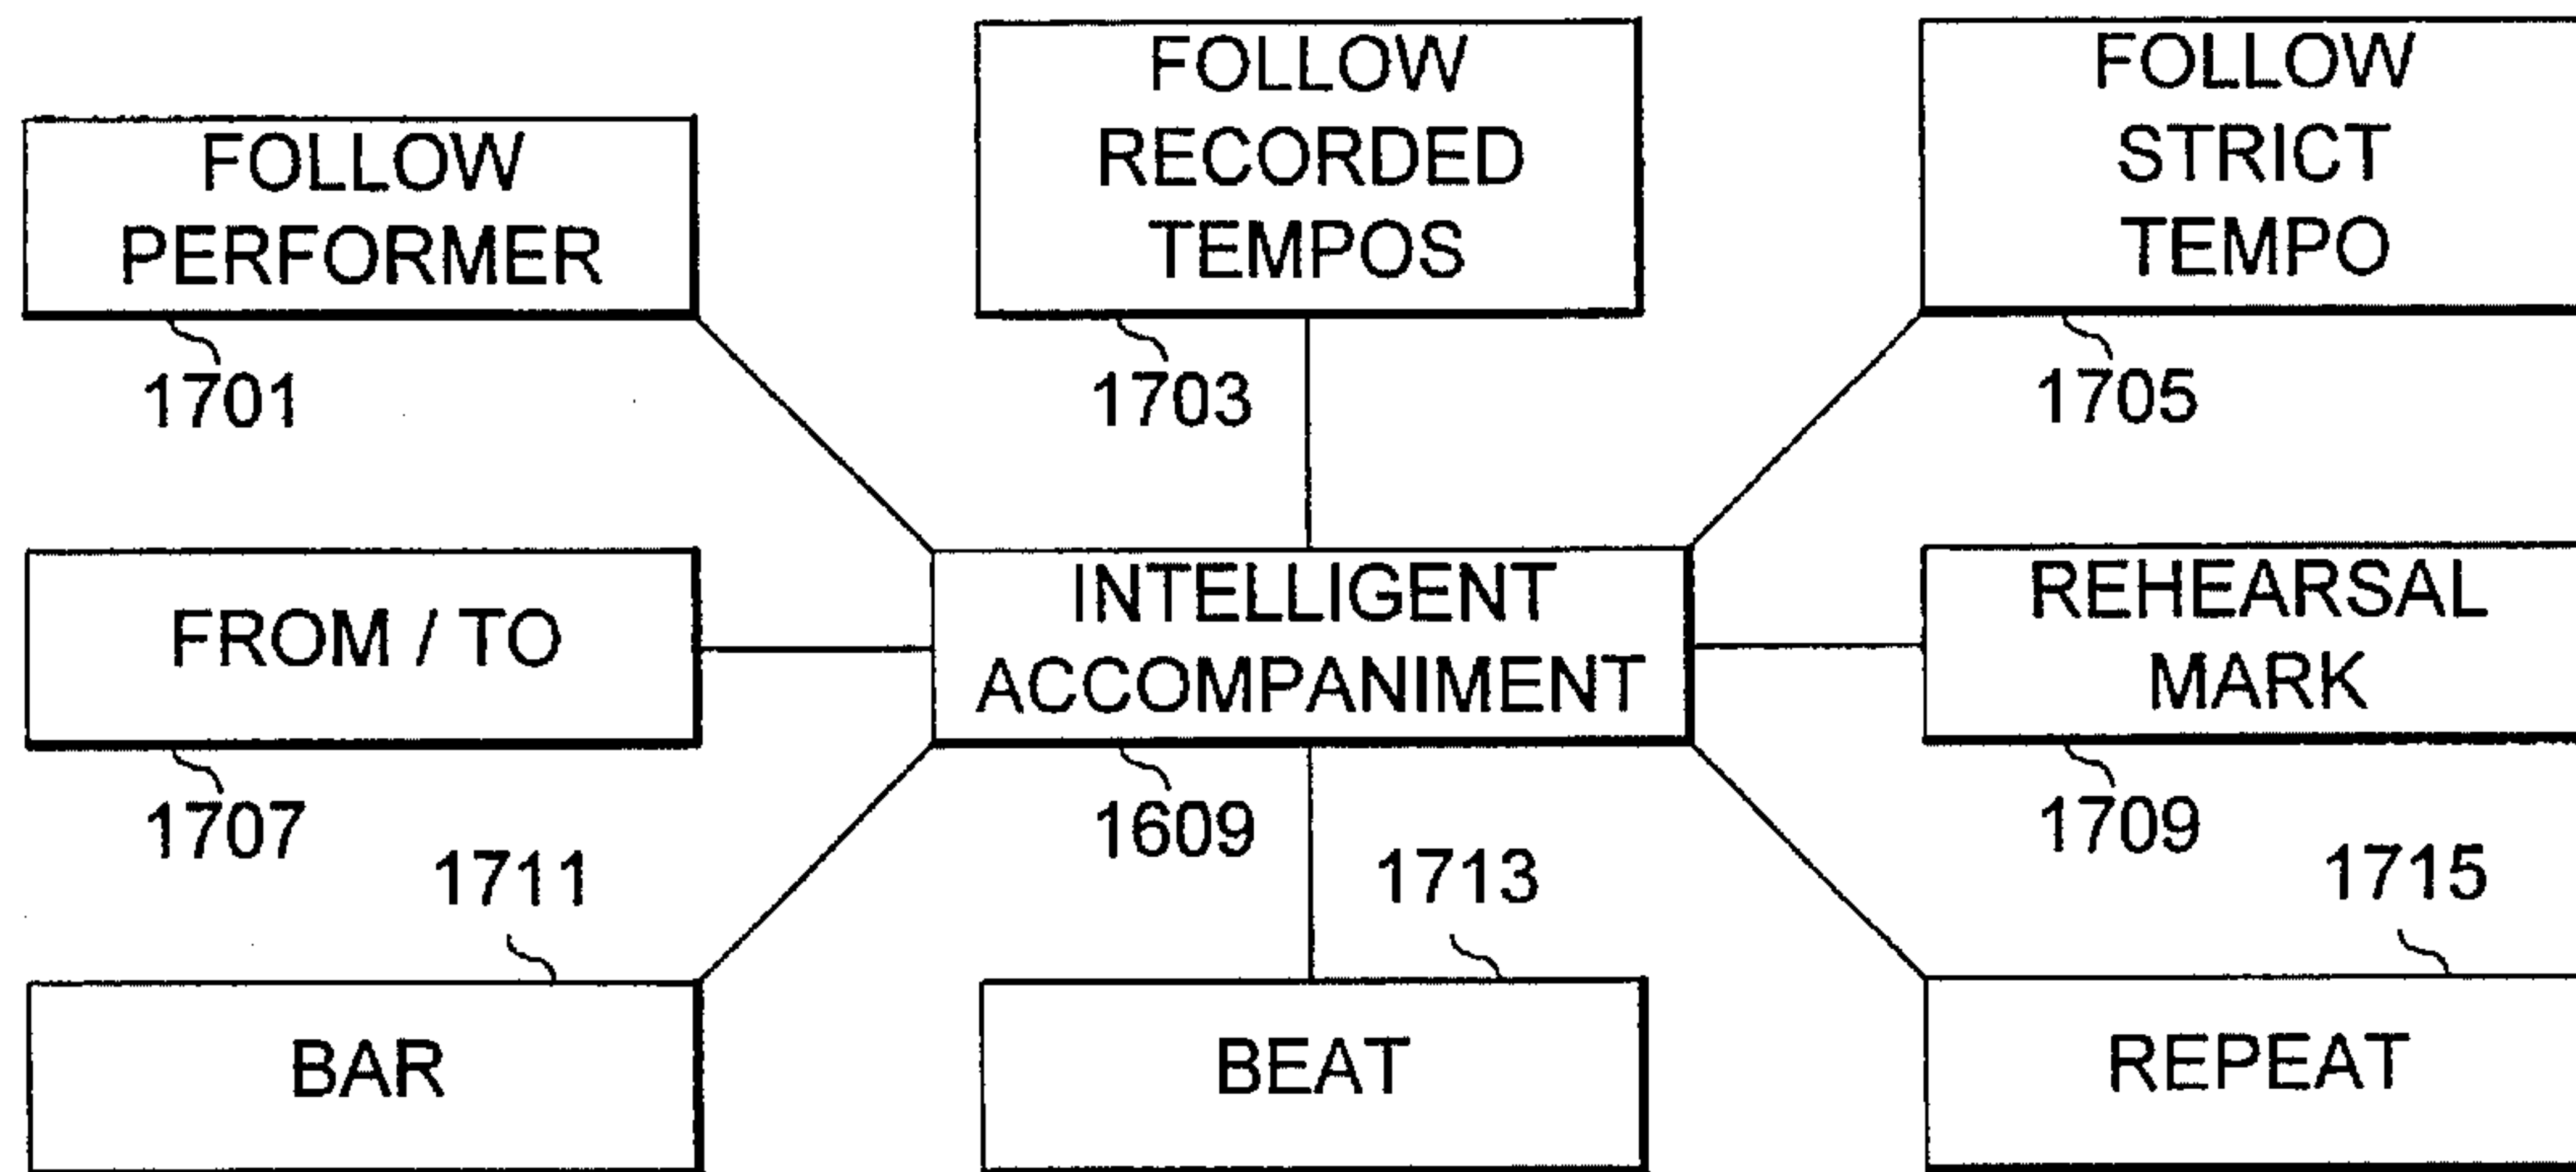 FOLLOW
PERFORMER
1701
FOLLOW
RECORDED
TEMPOS
1703
FOLLOW
STRICT
TEMPO
1705
FROM / TO
1707
INTELLIGENT
ACCOMPANIMENT
1609
REHEARSAL
MARK
1709
1711
BAR
1713
BEAT
1715
REPEAT